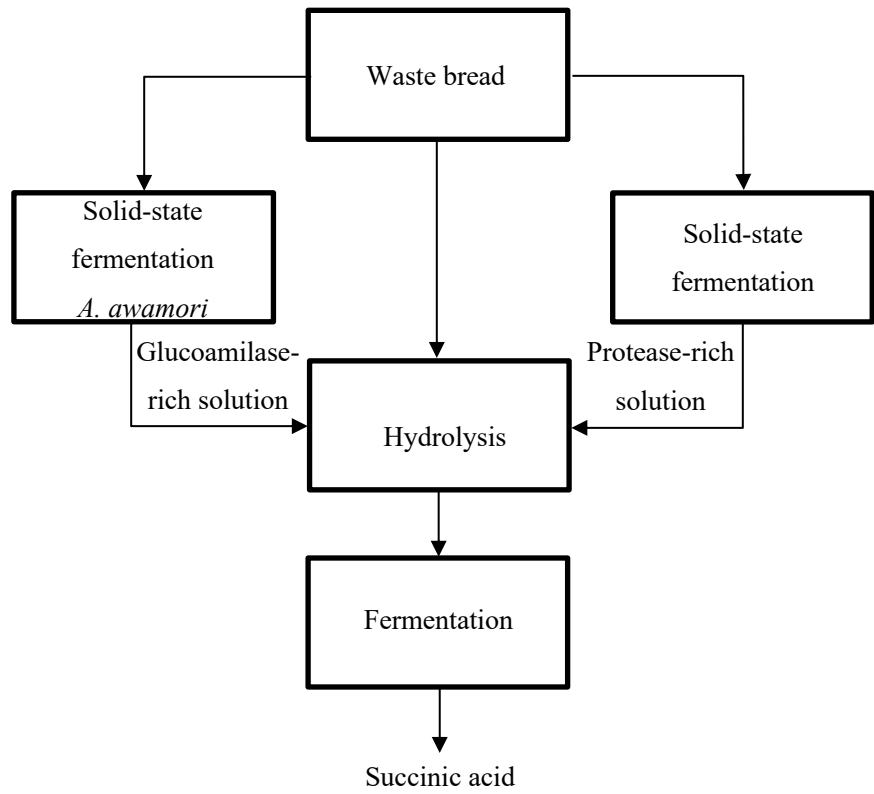 Waste bread
Solid-state
fermentation
A. awamori
Solid-state
fermentation
Glucoamilase-
rich solution
Protease-rich
solution
Hydrolysis
Fermentation
Succinic acid